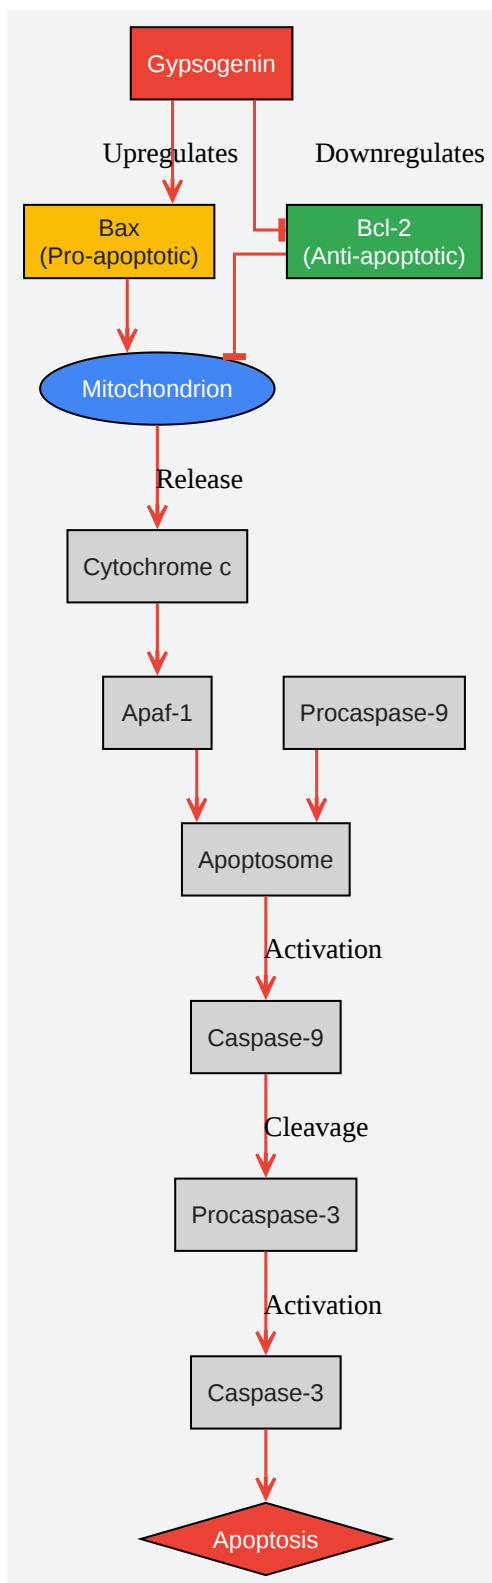 Gypsogenin
Upregulates
Downregulates
Bax
(Pro-apoptotic)
Bcl-2
(Anti-apoptotic)
Mitochondrion
Release
Cytochrome c
Apaf-1
Procaspase-9
Apoptosome
Activation
Caspase-9
Cleavage
Procaspase-3
Activation
Caspase-3
Apoptosis